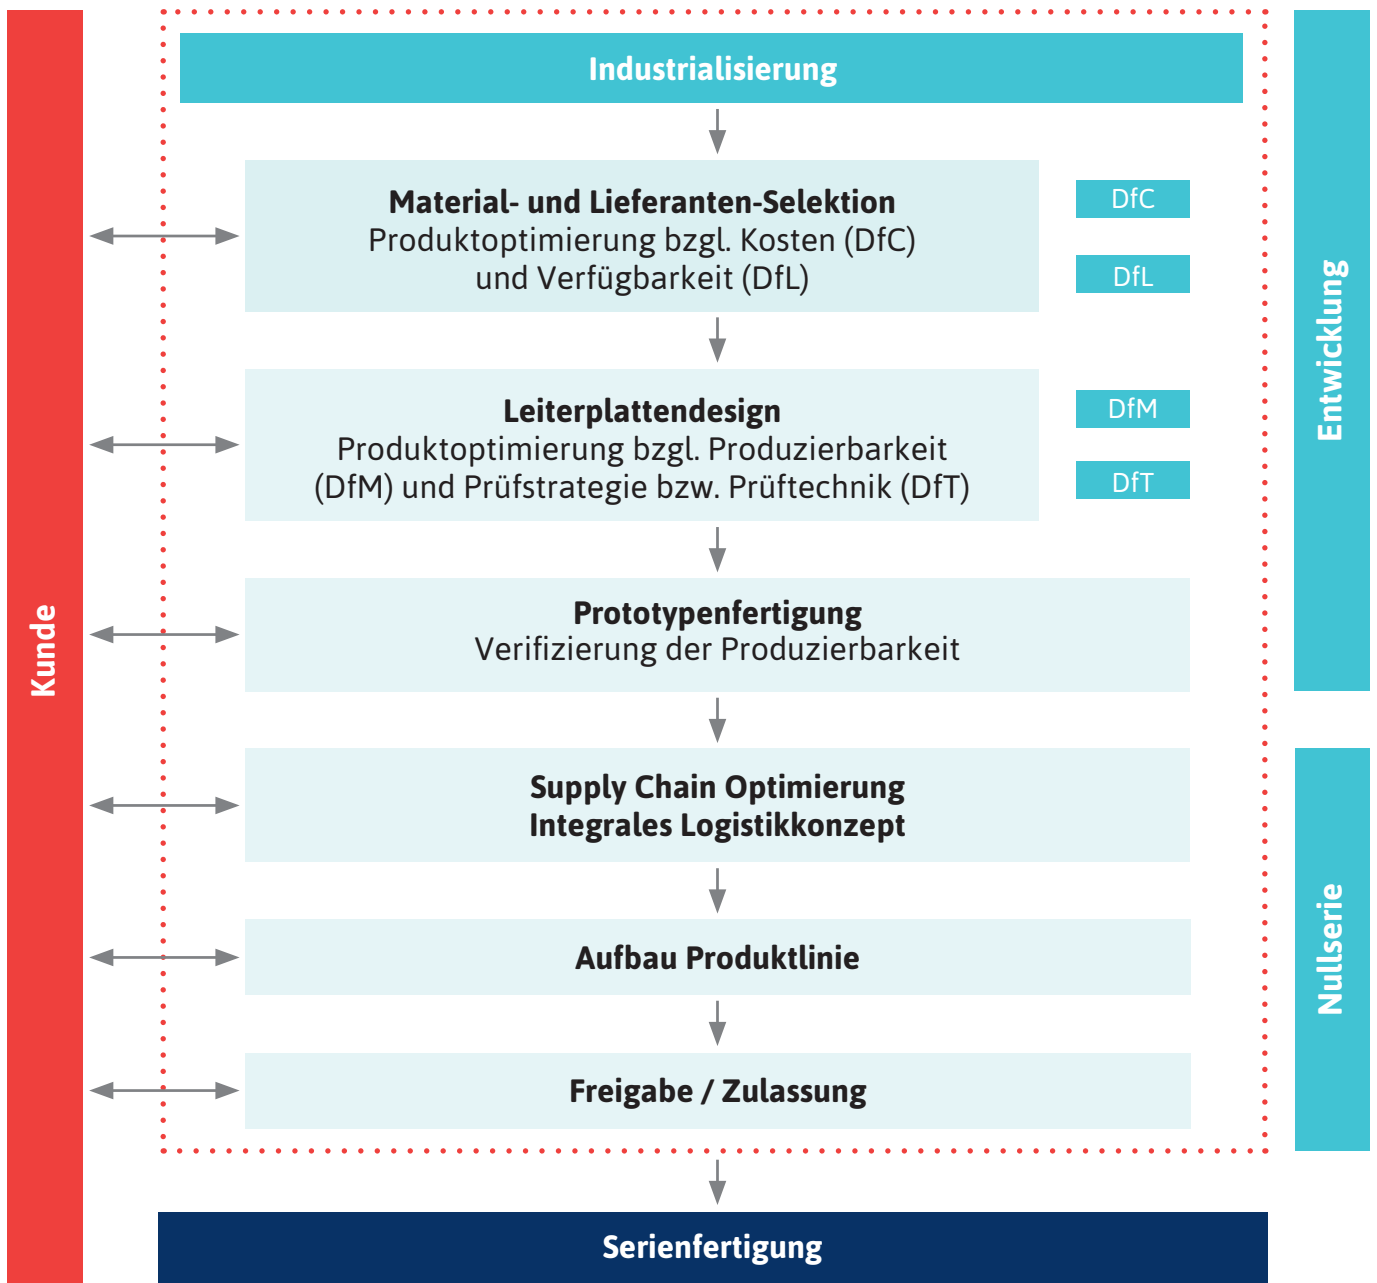 Industrialisierung
Material- und Lieferanten-Selektion
Produktoptimierung bzgl. Kosten (DfC)
und Verfügbarkeit (DfL)
DfC
DfL
Leiterplattendesign
Produktoptimierung bzgl. Produzierbarkeit
(DfM) und Prüfstrategie bzw. Prüftechnik (DfT)
DfM
DfT
Prototypenfertigung
Verifizierung der Produzierbarkeit
Supply Chain Optimierung
Integrales Logistikkonzept
Aufbau Produktlinie
Freigabe / Zulassung
Serienfertigung
Kunde
Entwicklung
Nullserie